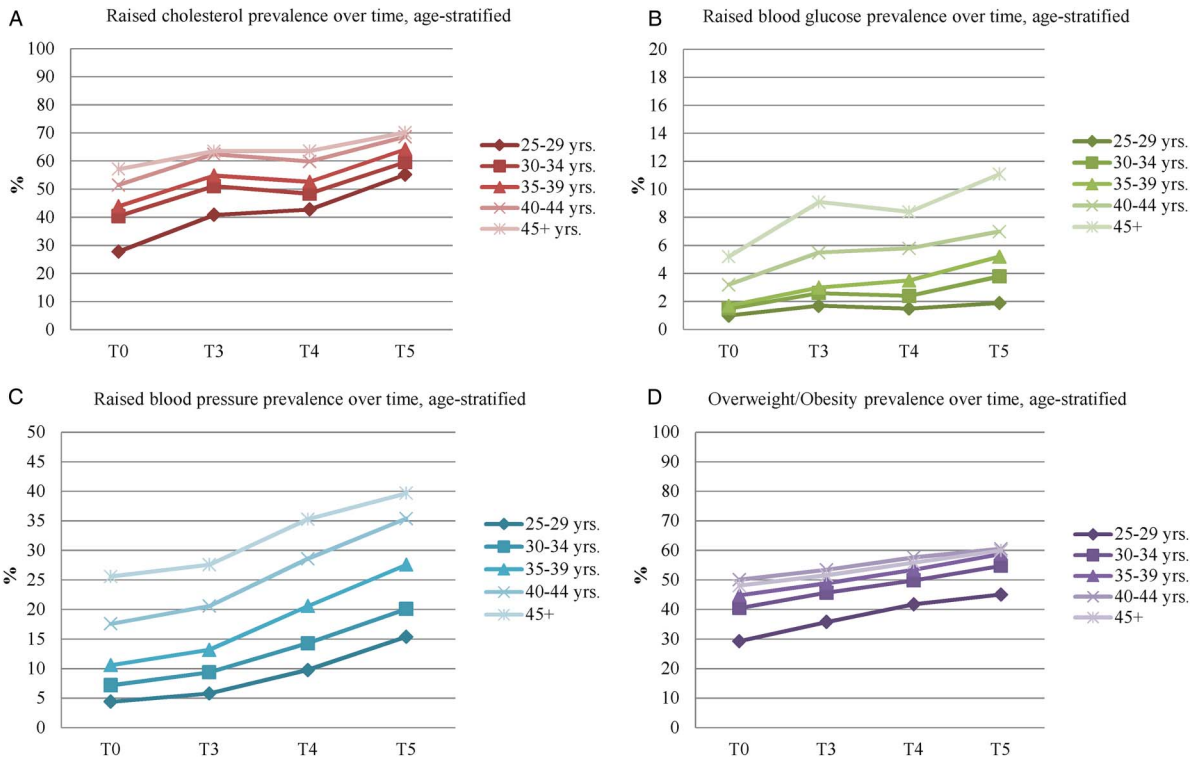 A
Raised cholesterol prevalence over time, age-stratified
100
90
80
70
60
50
40
30
20
10
0
%
T0 T3 T4 T5
25-29 yrs.
30-34 yrs.
35-39 yrs.
40-44 yrs.
45+ yrs.
B
Raised blood glucose prevalence over time, age-stratified
20
18
16
14
12
10
8
6
4
2
0
%
T0 T3 T4 T5
25-29 yrs.
30-34 yrs.
35-39 yrs.
40-44 yrs.
45+
C
Raised blood pressure prevalence over time, age-stratified
50
45
40
35
30
25
20
15
10
5
0
%
T0 T3 T4 T5
25-29 yrs.
30-34 yrs.
35-39 yrs.
40-44 yrs.
45+
D
Overweight/Obesity prevalence over time, age-stratified
100
90
80
70
60
50
40
30
20
10
0
%
T0 T3 T4 T5
25-29 yrs.
30-34 yrs.
35-39 yrs.
40-44 yrs.
45+